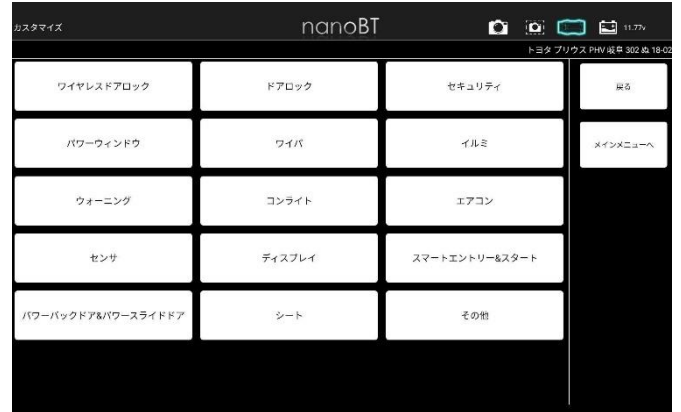 カスタマイズ
nanoBT
11.77v
トヨタ プリウス PHV 岐阜 302 ぬ 18-02
ワイヤレスドアロック ドアロック セキュリティ 戻る
パワーウィンドウ ワイパ イルミ メインメニューへ
ウォーニング コンライト エアコン
センサ ディスプレイ スマートエントリー&スタート
パワーバックドア&パワースライドドア シート その他